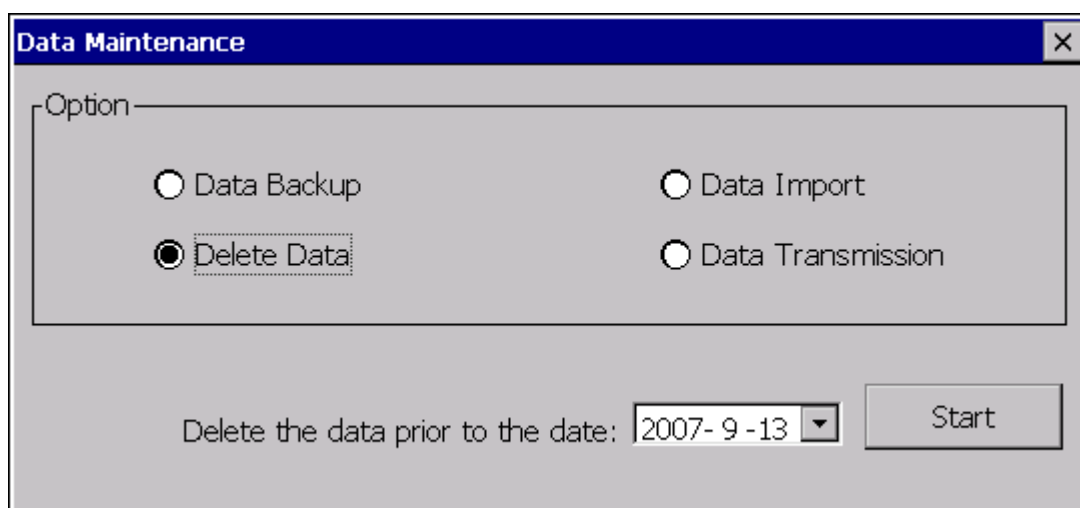 Data Maintenance
Option
Data Backup
Data Import
Delete Data
Data Transmission
Delete the data prior to the date: 2007- 9 -13
Start